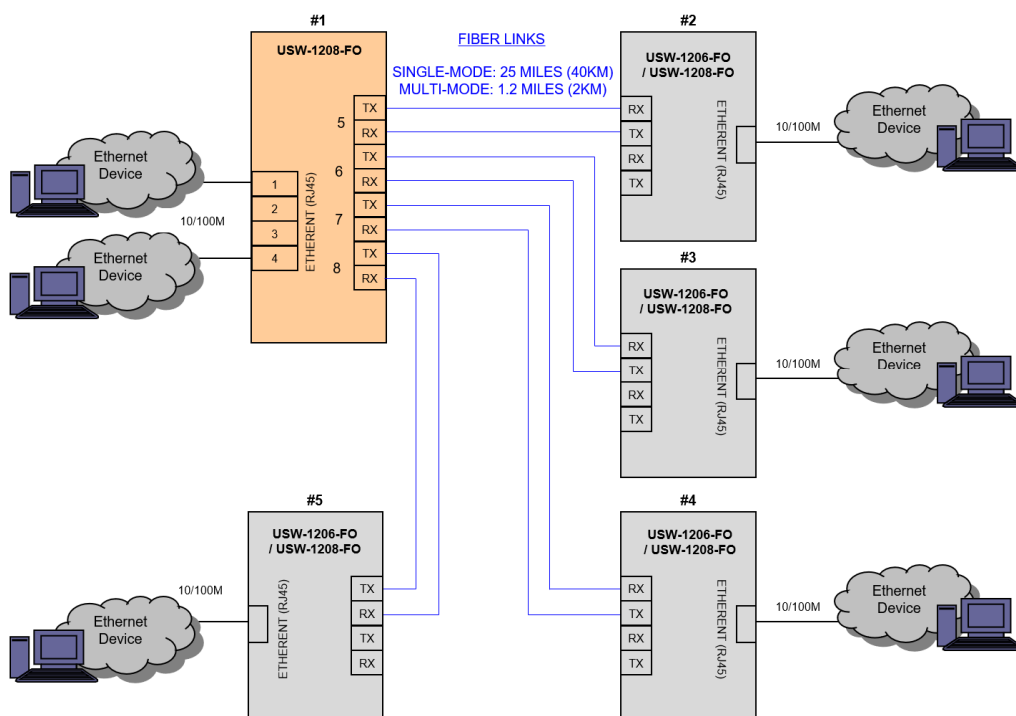 #1
USW-1208-FO
TX
5
RX
TX
6
RX
TX
7
RX
TX
8
RX
1
2
3
4
ETHERENT (RJ45)
Ethernet
Device
10/100M
Ethernet
Device
FIBER LINKS
SINGLE-MODE: 25 MILES (40KM)
MULTI-MODE: 1.2 MILES (2KM)
#2
USW-1206-FO
/ USW-1208-FO
RX
TX
RX
TX
ETHERENT (RJ45)
10/100M
Ethernet
Device
#3
USW-1206-FO
/ USW-1208-FO
RX
TX
RX
TX
ETHERENT (RJ45)
10/100M
Ethernet
Device
#5
USW-1206-FO
/ USW-1208-FO
TX
RX
TX
RX
ETHERENT (RJ45)
10/100M
Ethernet
Device
#4
USW-1206-FO
/ USW-1208-FO
RX
TX
RX
TX
ETHERENT (RJ45)
10/100M
Ethernet
Device